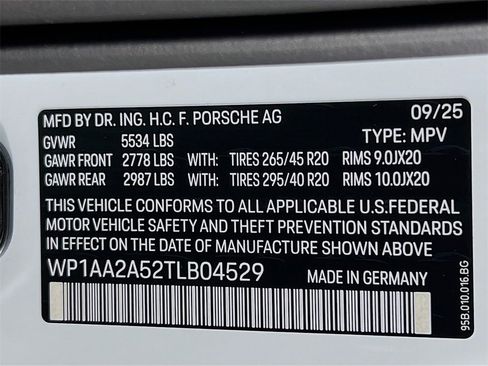 MFD BY DR. ING. H.C. F. PORSCHE AG 09/25
GVWR 5534 LBS TYPE: MPV
GAWR FRONT 2778 LBS WITH: TIRES 265/45 R20 RIMS 9.0JX20
GAWR REAR 2987 LBS WITH: TIRES 295/40 R20 RIMS 10.0JX20
THIS VEHICLE CONFORMS TO ALL APPLICABLE U.S.FEDERAL
MOTOR VEHICLE SAFETY AND THEFT PREVENTION STANDARDS
IN EFFECT ON THE DATE OF MANUFACTURE SHOWN ABOVE.
WP1AA2A52TLB04529 MADE IN GERMANY
95B.010.016.BG